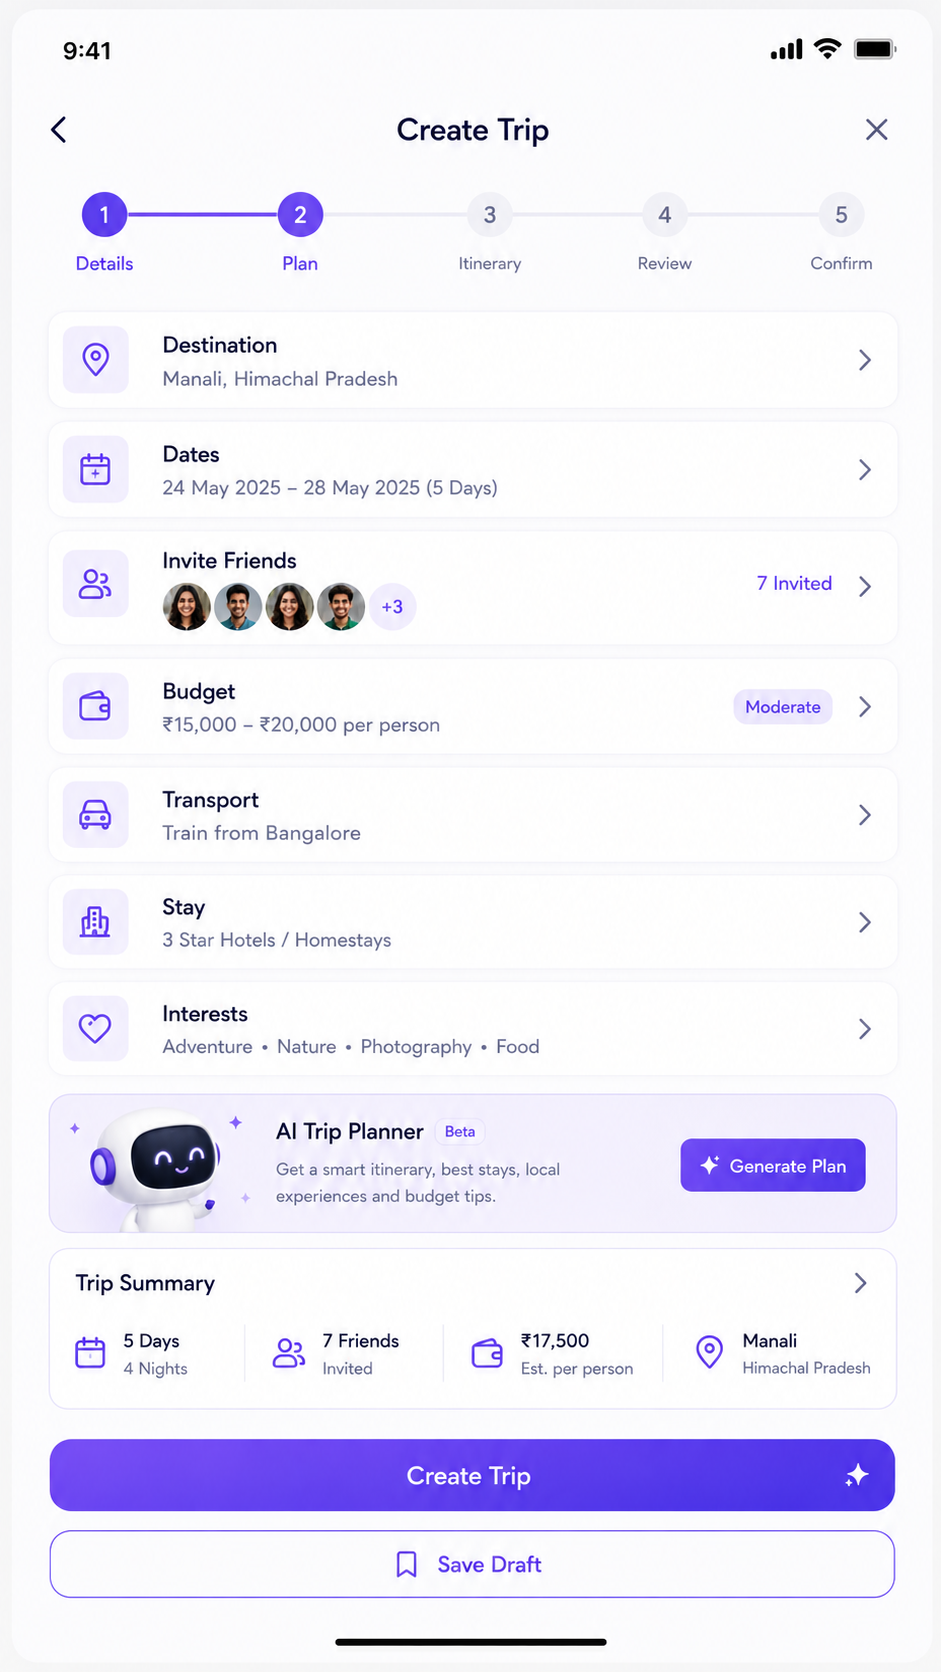 9:41
Create Trip
1 2 3 4 5
Details Plan Itinerary Review Confirm
Destination
Manali, Himachal Pradesh
Dates
24 May 2025 – 28 May 2025 (5 Days)
Invite Friends
+3
7 Invited
Budget
₹15,000 – ₹20,000 per person
Moderate
Transport
Train from Bangalore
Stay
3 Star Hotels / Homestays
Interests
Adventure • Nature • Photography • Food
AI Trip Planner Beta
Get a smart itinerary, best stays, local
experiences and budget tips.
Generate Plan
Trip Summary
5 Days
4 Nights
7 Friends
Invited
₹17,500
Est. per person
Manali
Himachal Pradesh
Create Trip
Save Draft